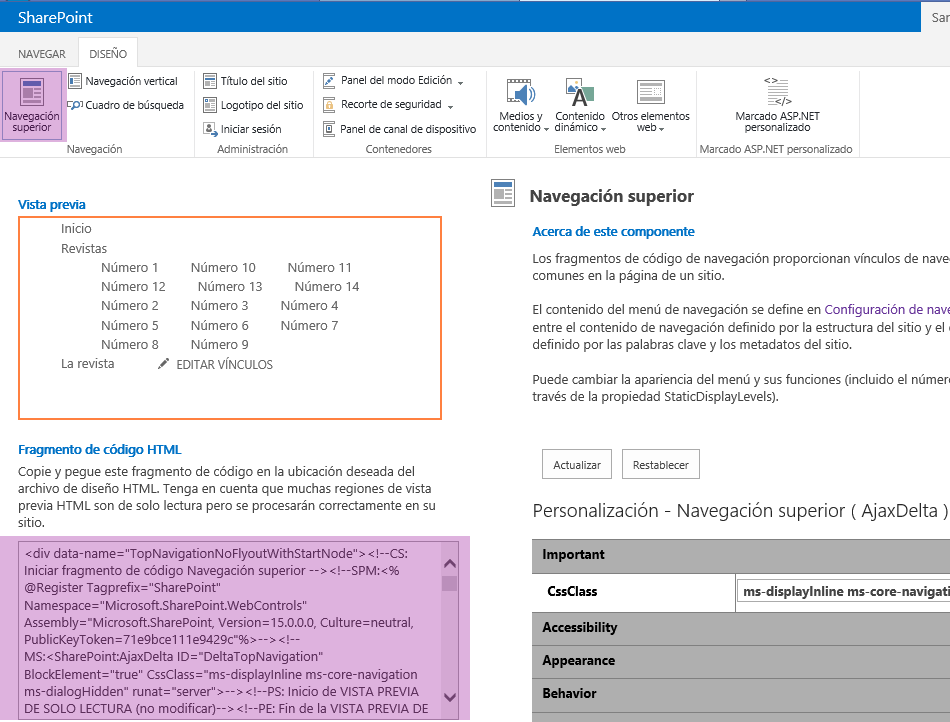 SharePoint
NAVEGAR
DISEÑO
Navegación superior
Navegación vertical
Cuadro de búsqueda
Navegación
Título del sitio
Logotipo del sitio
Iniciar sesión
Administración
Panel del modo Edición
Recorte de seguridad
Panel de canal de dispositivo
Contenedores
Medios y contenido
Contenido dinámico
Otros elementos web
Elementos web
Marcado ASP.NET personalizado
Marcado ASP.NET personalizado
Vista previa
Inicio
Revistas
Número 1 Número 10 Número 11
Número 12 Número 13 Número 14
Número 2 Número 3 Número 4
Número 5 Número 6 Número 7
Número 8 Número 9
La revista EDITAR VÍNCULOS
Fragmento de código HTML
Copie y pegue este fragmento de código en la ubicación deseada del
archivo de diseño HTML. Tenga en cuenta que muchas regiones de vista
previa HTML son de solo lectura pero se procesarán correctamente en su
sitio.
<div data-name="TopNavigationNoFlyoutWithStartNode"><!--CS:
Iniciar fragmento de código Navegación superior --><!--SPM:<%
@Register Tagprefix="SharePoint"
Namespace="Microsoft.SharePoint.WebControls"
Assembly="Microsoft.SharePoint, Version=15.0.0.0, Culture=neutral,
PublicKeyToken=71e9bce111e9429c"%>--><!--
MS:<SharePoint:AjaxDelta ID="DeltaTopNavigation"
BlockElement="true" CssClass="ms-displayInline ms-core-navigation
ms-dialogHidden" runat="server">--><!--PS: Inicio de VISTA PREVIA
DE SOLO LECTURA (no modificar)--><!--PE: Fin de la VISTA PREVIA DE
Navegación superior
Acerca de este componente
Los fragmentos de código de navegación proporcionan vínculos de nave
comunes en la página de un sitio.
El contenido del menú de navegación se define en Configuración de nave
entre el contenido de navegación definido por la estructura del sitio y el
definido por las palabras clave y los metadatos del sitio.
Puede cambiar la apariencia del menú y sus funciones (incluido el número
través de la propiedad StaticDisplayLevels).
Actualizar
Restablecer
Personalización - Navegación superior ( AjaxDelta )
Important
CssClass ms-displayInline ms-core-navigati
Accessibility
Appearance
Behavior